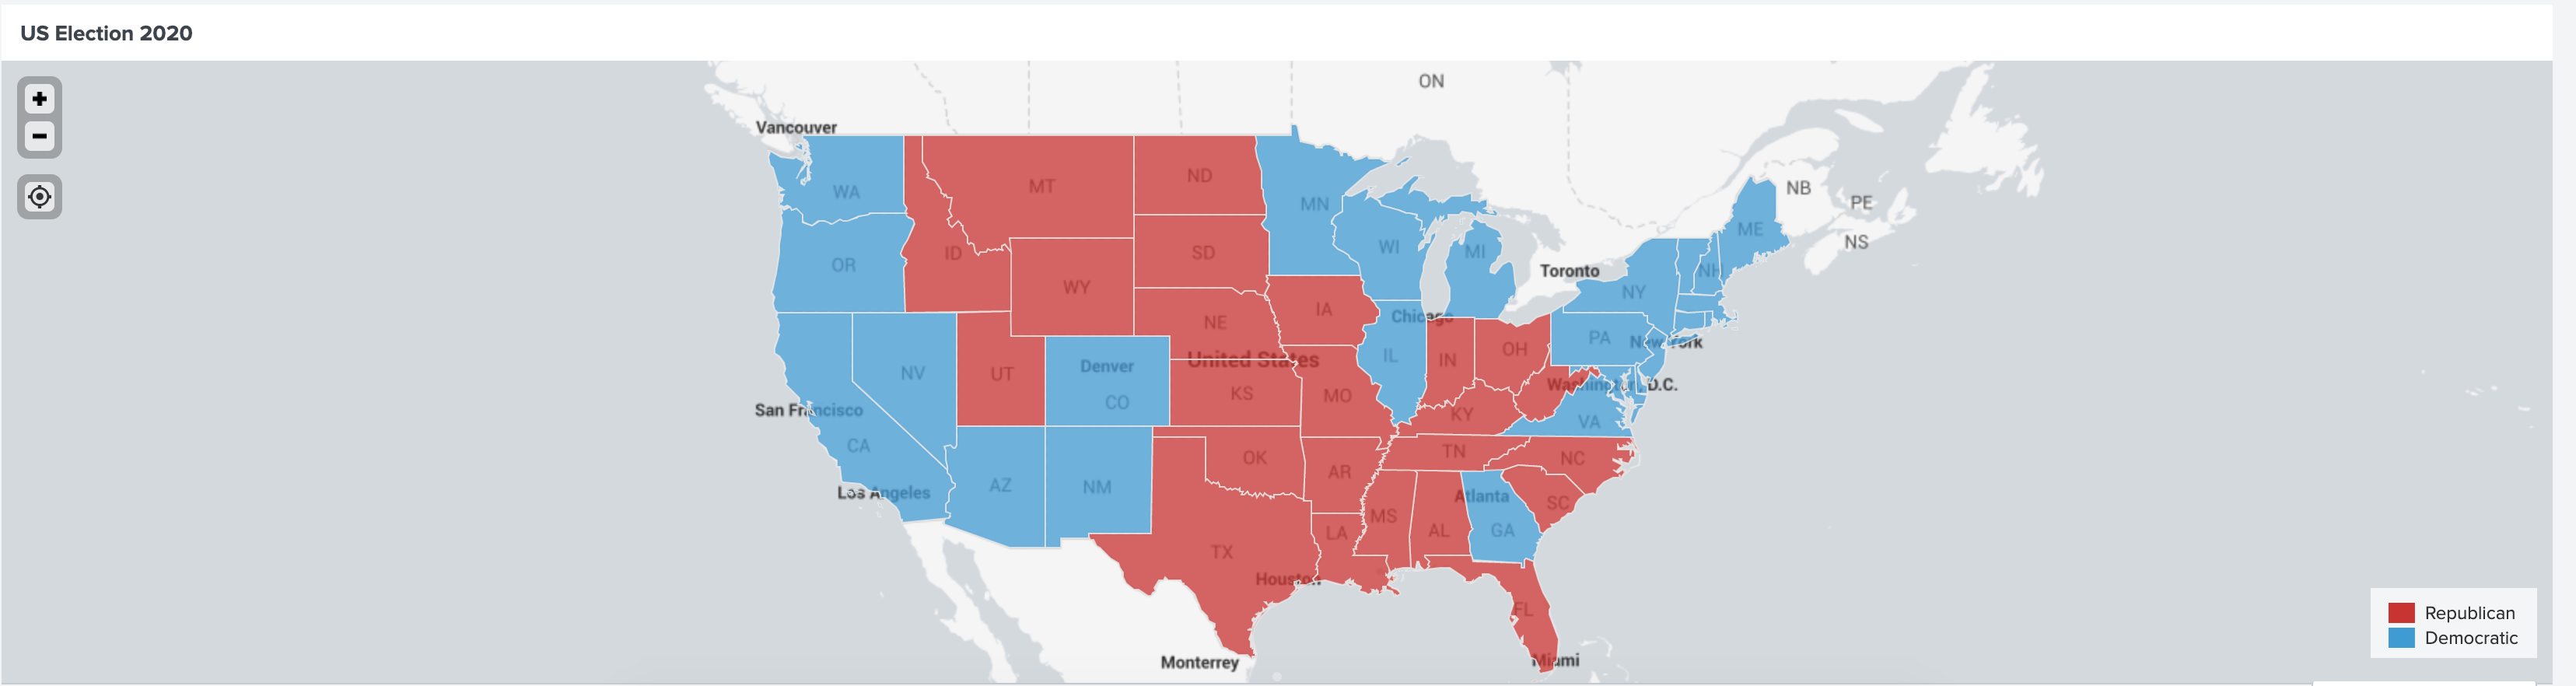 US Election 2020
+
−
ON
Vancouver
NB
PE
NS
WA
MT
ND
MN
ME
OR
ID
SD
WI
MI
NH
Toronto
WY
NY
IA
Chicago
NE
PA
New York
United States
OH
IL
IN
NV
UT
Denver
CO
KS
MO
Washington, D.C.
San Francisco
KY
VA
CA
OK
AR
TN
NC
Los Angeles
AZ
NM
Atlanta
SC
MS
AL
GA
LA
TX
Houston
FL
Miami
Monterrey
Republican
Democratic